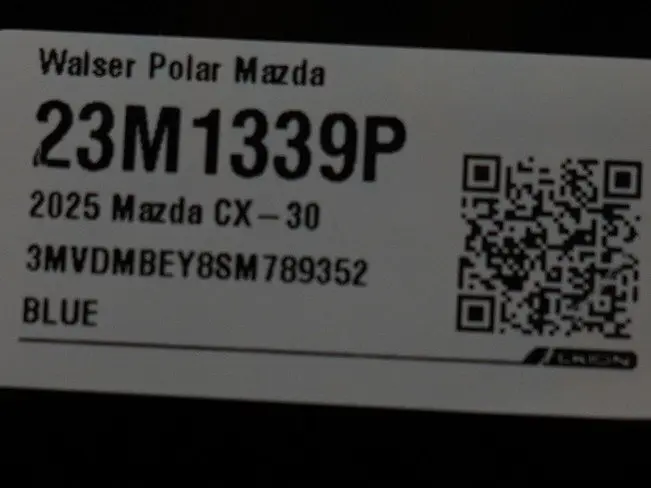 Walser Polar Mazda
23M1339P
2025 Mazda CX-30
3MVDMBEY8SM789352
BLUE